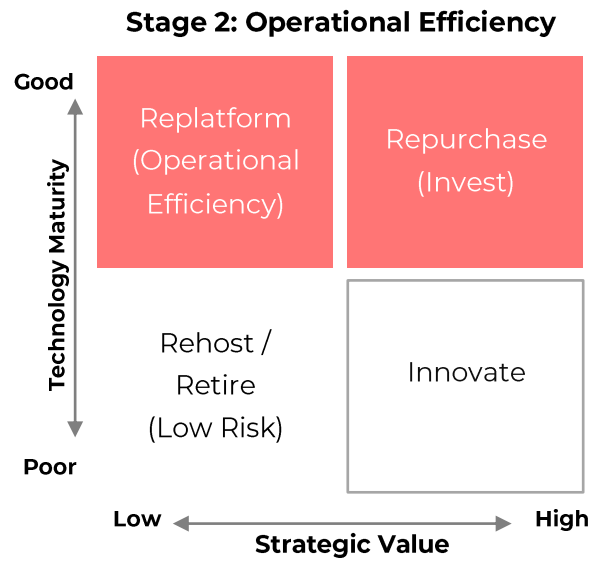 Stage 2: Operational Efficiency
Good
Replatform
(Operational
Efficiency)
Repurchase
(Invest)
Technology Maturity
Rehost /
Retire
(Low Risk)
Innovate
Poor
Low
High
Strategic Value